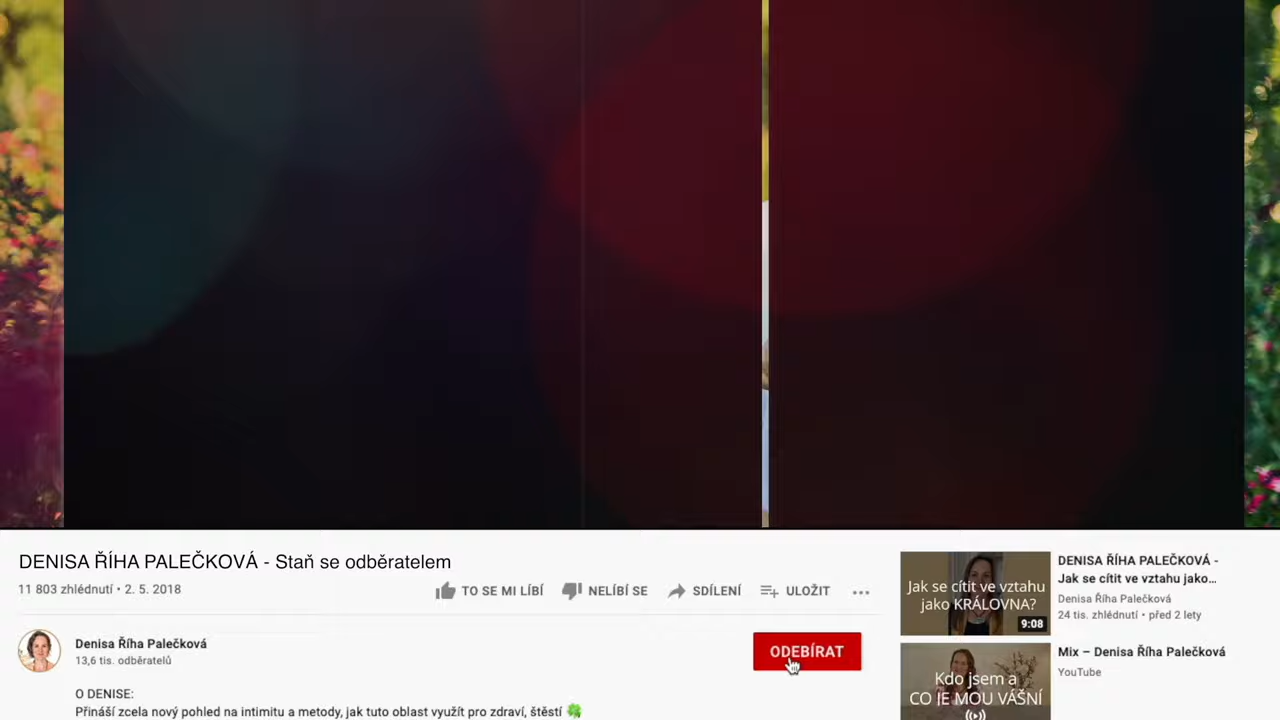 DENISA ŘÍHA PALEČKOVÁ - Staň se odběratelem
11 803 zhlédnutí • 2. 5. 2018
TO SE MI LÍBÍ
NELÍBÍ SE
SDÍLENÍ
ULOŽIT
Denisa Říha Palečková
13,6 tis. odběratelů
ODEBÍRAT
O DENISE:
Přináší zcela nový pohled na intimitu a metody, jak tuto oblast využít pro zdraví, štěstí 🍀
Jak se cítit ve vztahu
jako KRÁLOVNA?
9:08
DENISA ŘÍHA PALEČKOVÁ -
Jak se cítit ve vztahu jako…
Denisa Říha Palečková
24 tis. zhlédnutí • před 2 lety
Kdo jsem a
CO JE MOU VÁŠNÍ
Mix – Denisa Říha Palečková
YouTube